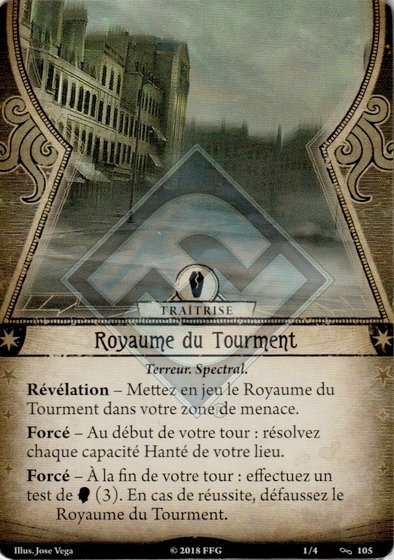 TRAÎTRISE
Royaume du Tourment
Terreur. Spectral.
Révélation – Mettez en jeu le Royaume du
Tourment dans votre zone de menace.
Forcé – Au début de votre tour : résolvez
chaque capacité Hanté de votre lieu.
Forcé – À la fin de votre tour : effectuez un
test de (3). En cas de réussite, défaussez le
Royaume du Tourment.
Illus. Jose Vega © 2018 FFG 1/4 105